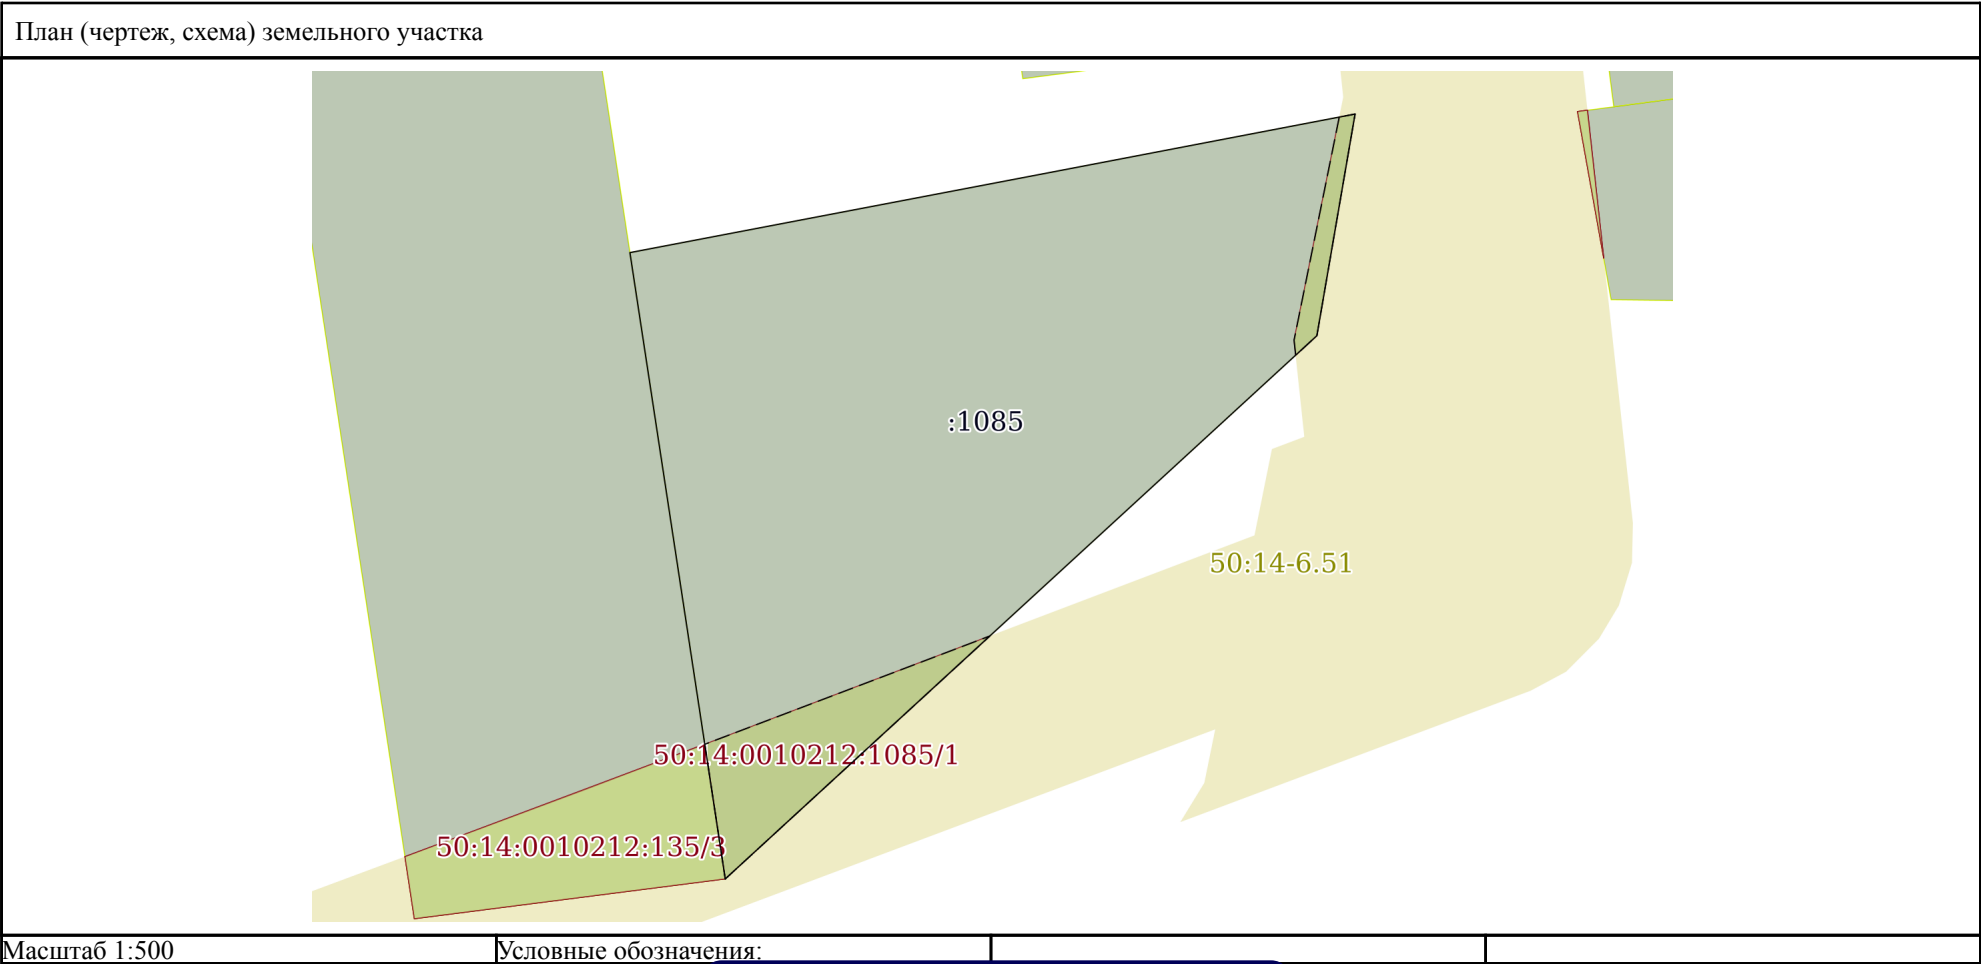 План (чертеж, схема) земельного участка
:1085
50:14-6.51
50:14:0010212:1085/1
50:14:0010212:135/3
Масштаб 1:500
Условные обозначения: